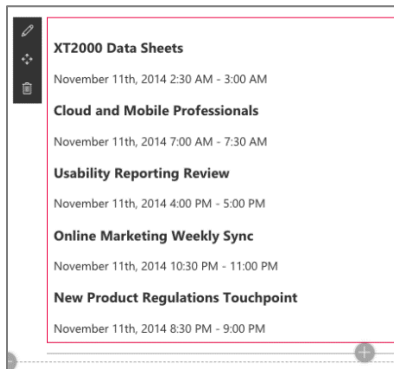 XT2000 Data Sheets
November 11th, 2014 2:30 AM - 3:00 AM
Cloud and Mobile Professionals
November 11th, 2014 7:00 AM - 7:30 AM
Usability Reporting Review
November 11th, 2014 4:00 PM - 5:00 PM
Online Marketing Weekly Sync
November 11th, 2014 10:30 PM - 11:00 PM
New Product Regulations Touchpoint
November 11th, 2014 8:30 PM - 9:00 PM